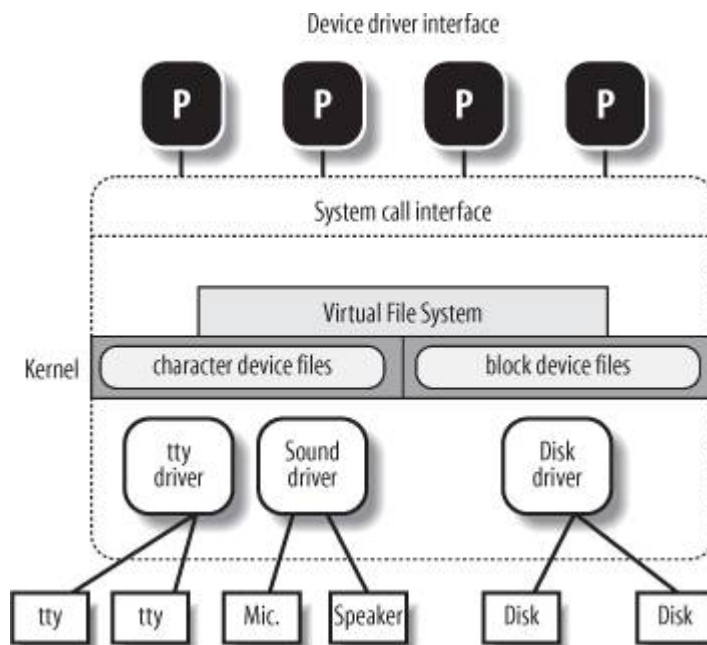 Device driver interface
P P P P
System call interface
Virtual File System
Kernel
character device files
block device files
tty
driver
Sound
driver
Disk
driver
tty
tty
Mic.
Speaker
Disk
Disk